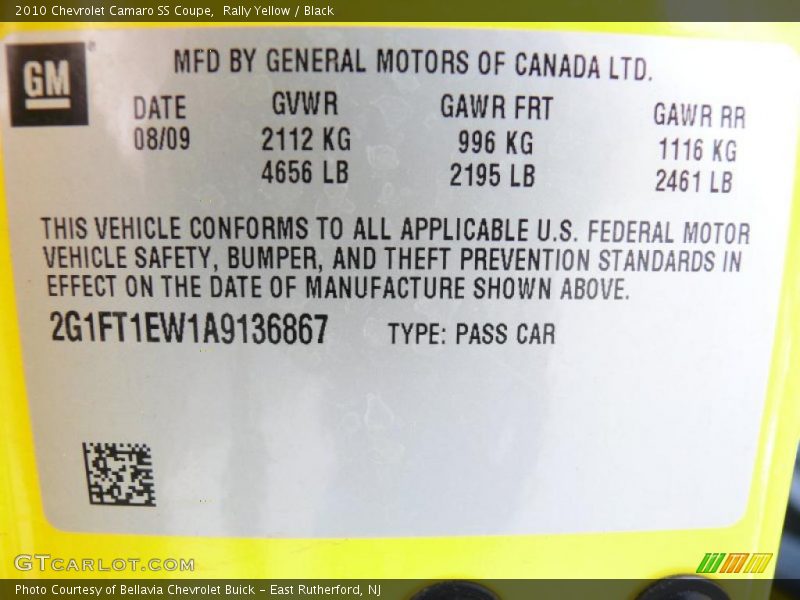 2010 Chevrolet Camaro SS Coupe,  Rally Yellow / Black
GM
MFD BY GENERAL MOTORS OF CANADA LTD.
DATE GVWR GAWR FRT GAWR RR
08/09 2112 KG 996 KG 1116 KG
4656 LB 2195 LB 2461 LB
THIS VEHICLE CONFORMS TO ALL APPLICABLE U.S. FEDERAL MOTOR
VEHICLE SAFETY, BUMPER, AND THEFT PREVENTION STANDARDS IN
EFFECT ON THE DATE OF MANUFACTURE SHOWN ABOVE.
2G1FT1EW1A9136867 TYPE: PASS CAR
GTCARLOT.COM
Photo Courtesy of Bellavia Chevrolet Buick - East Rutherford, NJ